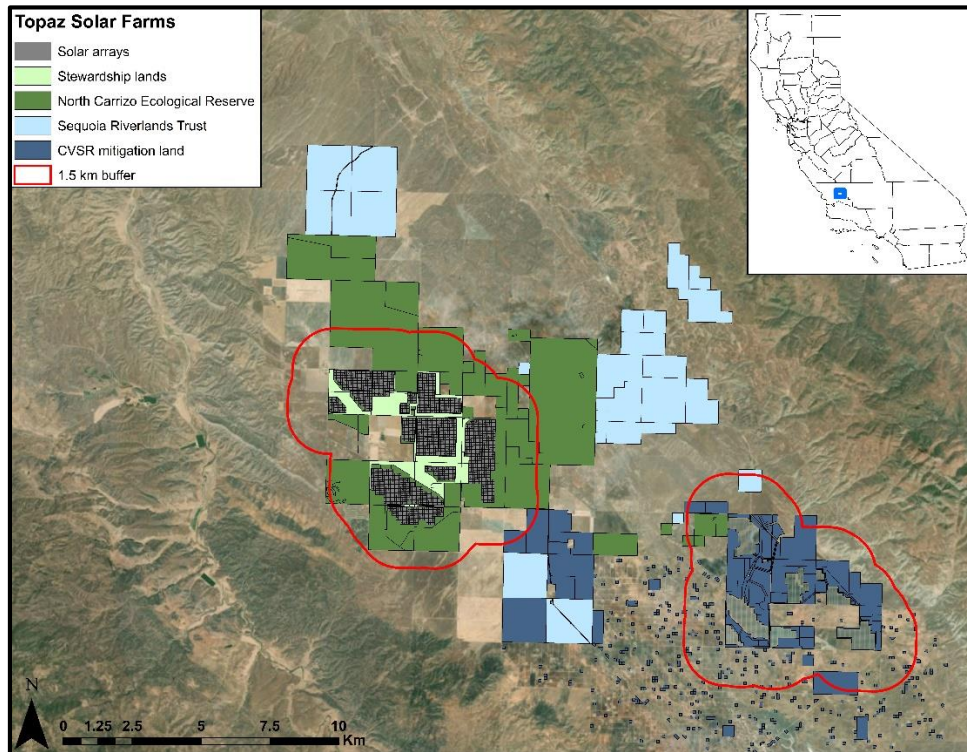 Topaz Solar Farms
Solar arrays
Stewardship lands
North Carrizo Ecological Reserve
Sequoia Riverlands Trust
CVSR mitigation land
1.5 km buffer
N
0 1.25 2.5 5 7.5 10
Km